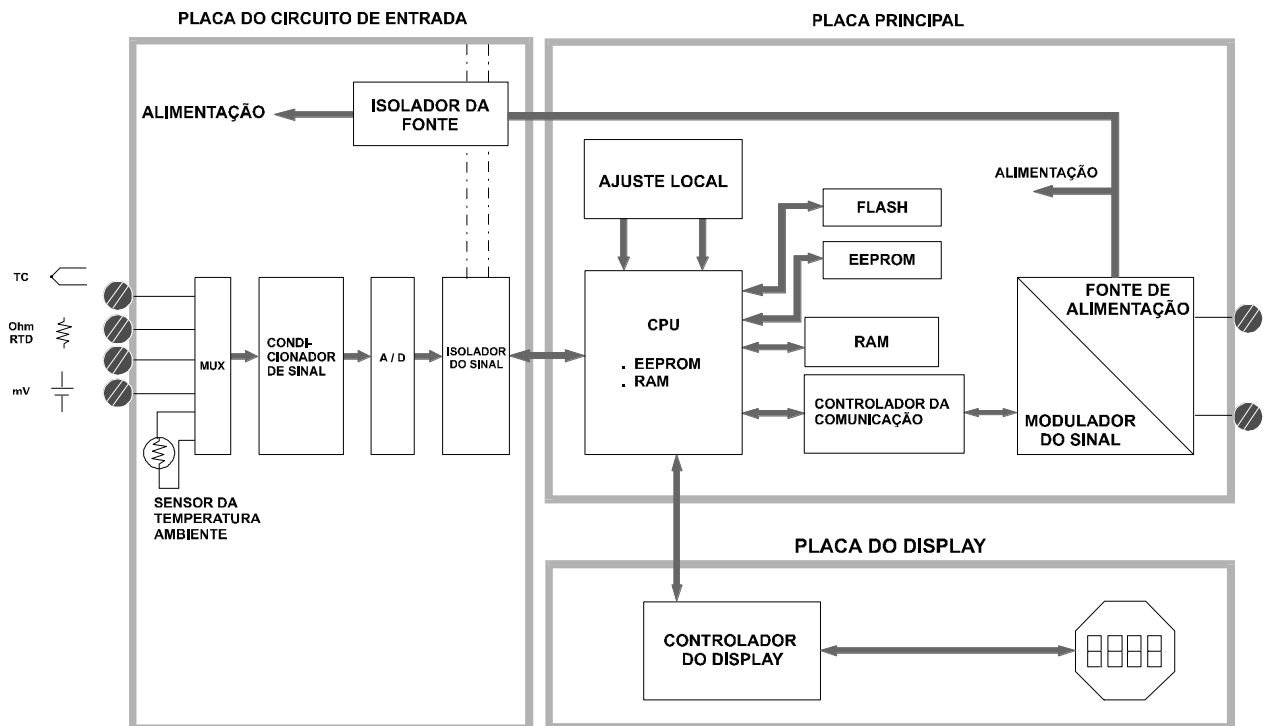 PLACA DO CIRCUITO DE ENTRADA
PLACA PRINCIPAL
ALIMENTAÇÃO
ISOLADOR DA
FONTE
AJUSTE LOCAL
ALIMENTAÇÃO
FLASH
EEPROM
TC
Ohm
RTD
mV
MUX
CONDI-
CIONADOR
DE SINAL
A / D
ISOLADOR
DO SINAL
CPU
. EEPROM
. RAM
RAM
CONTROLADOR DA
COMUNICAÇÃO
FONTE DE
ALIMENTAÇÃO
MODULADOR
DO SINAL
SENSOR DA
TEMPERATURA
AMBIENTE
PLACA DO DISPLAY
CONTROLADOR
DO DISPLAY